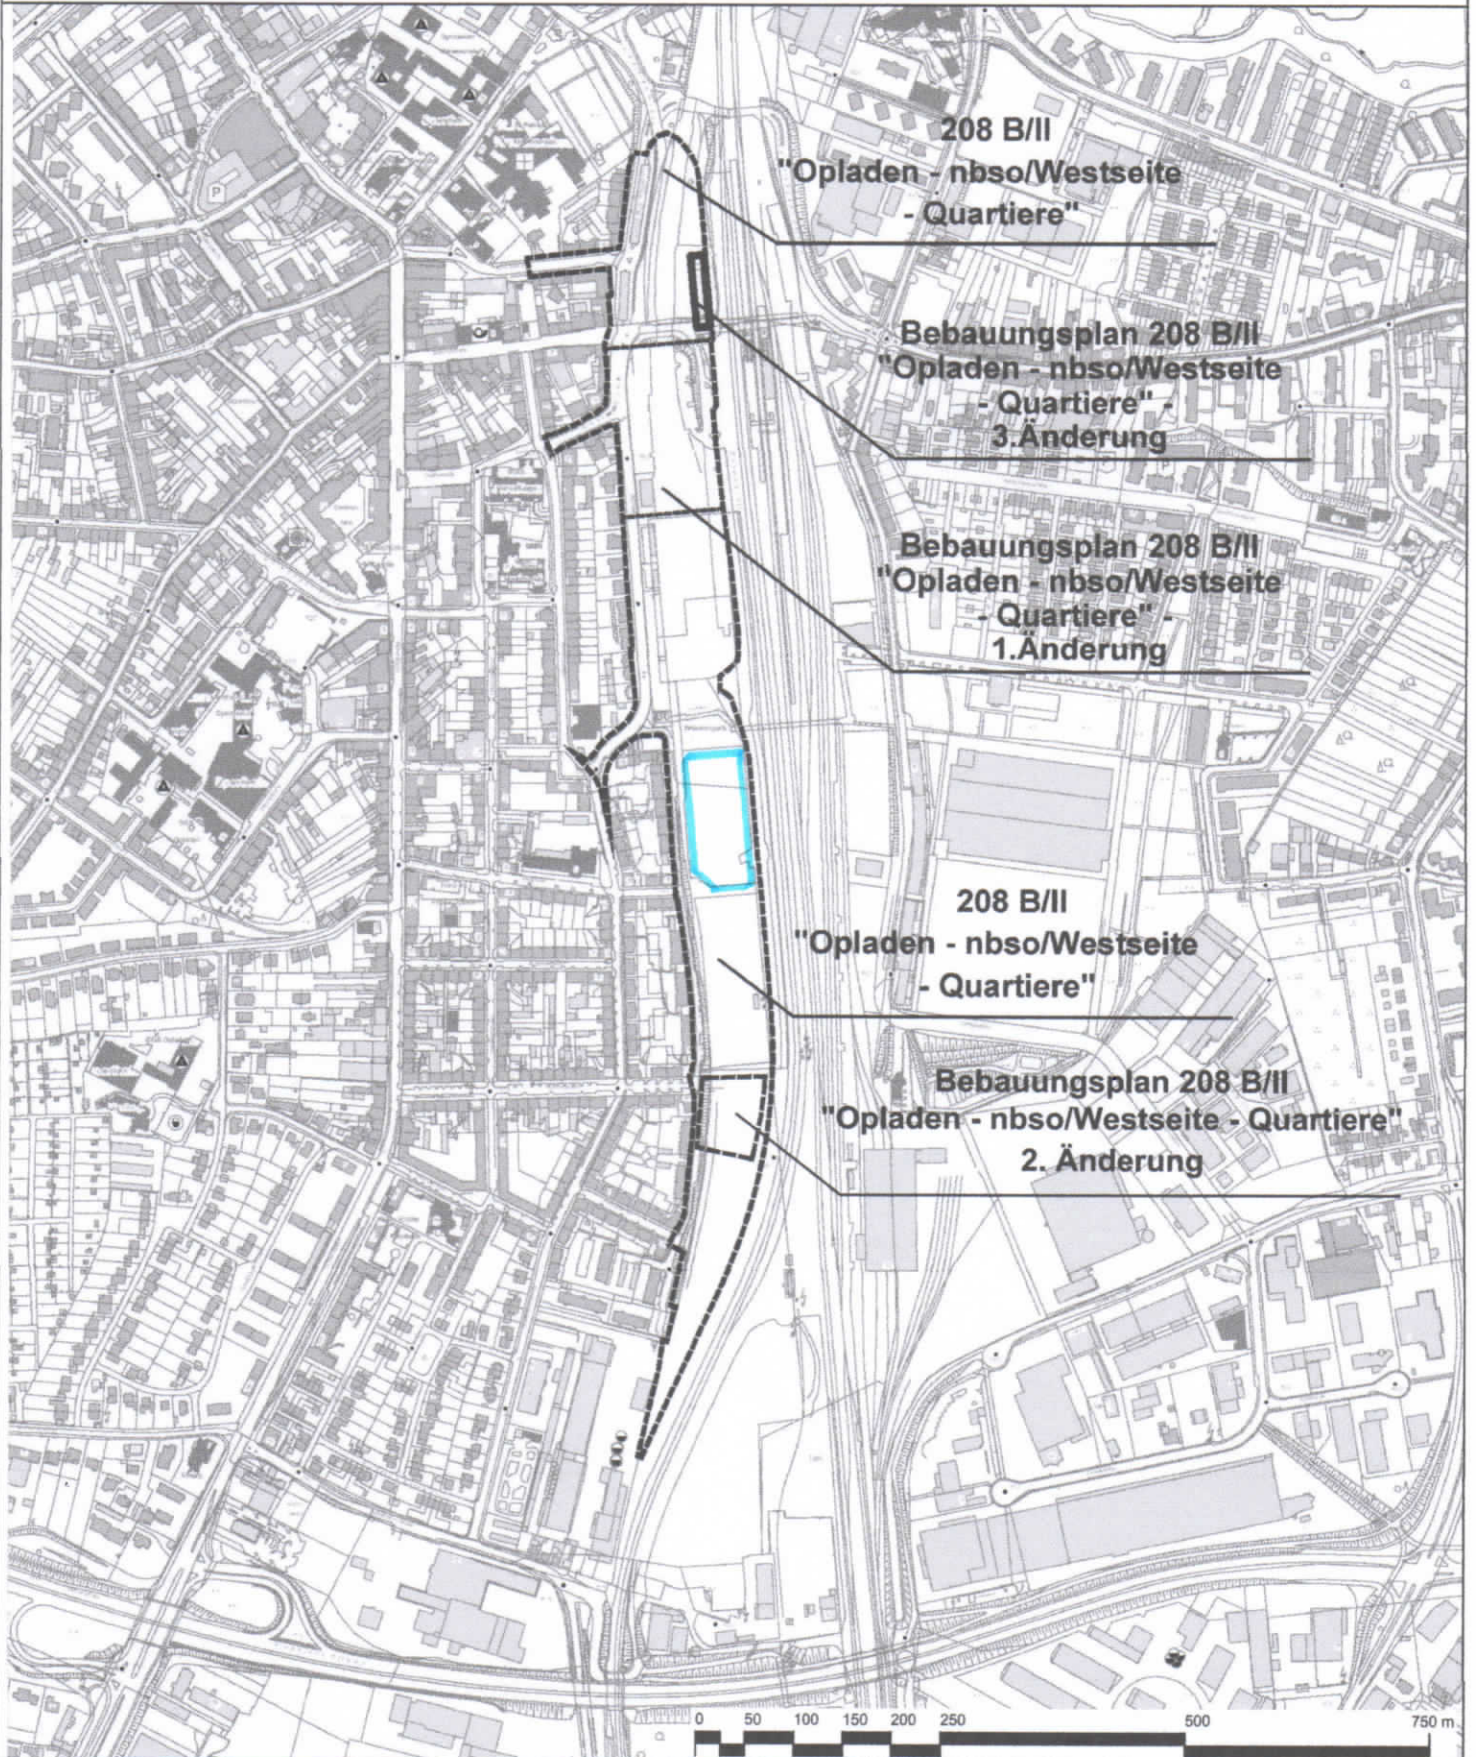 208 B/II
"Opladen - nbso/Westseite
- Quartiere"
Bebauungsplan 208 B/II
"Opladen - nbso/Westseite
- Quartiere" -
3.Änderung
Bebauungsplan 208 B/II
"Opladen - nbso/Westseite
- Quartiere" -
1.Änderung
208 B/II
"Opladen - nbso/Westseite
- Quartiere"
Bebauungsplan 208 B/II
"Opladen - nbso/Westseite - Quartiere"
2. Änderung
0 50 100 150 200 250 500 750 m
P